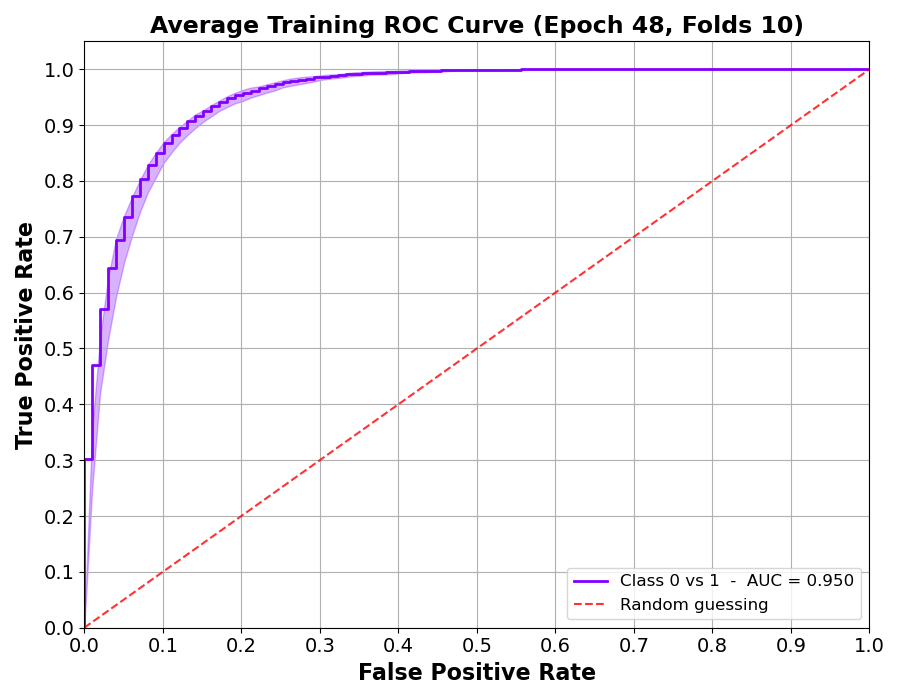 Average Training ROC Curve (Epoch 48, Folds 10)
True Positive Rate
1.0
0.9
0.8
0.7
0.6
0.5
0.4
0.3
0.2
0.1
0.0
Class 0 vs 1 - AUC = 0.950
Random guessing
0.0 0.1 0.2 0.3 0.4 0.5 0.6 0.7 0.8 0.9 1.0
False Positive Rate